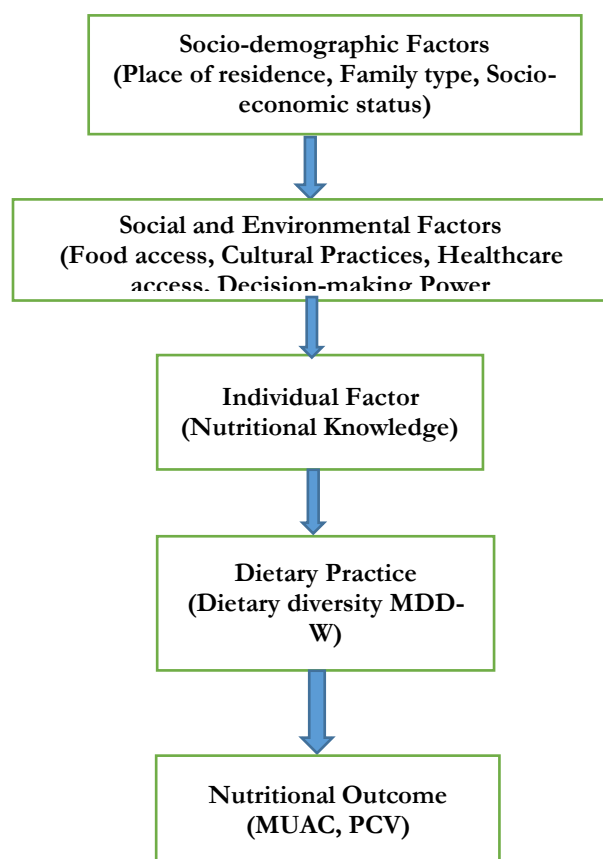 Socio-demographic Factors
(Place of residence, Family type, Socio-
economic status)
Social and Environmental Factors
(Food access, Cultural Practices, Healthcare
access, Decision-making Power
Individual Factor
(Nutritional Knowledge)
Dietary Practice
(Dietary diversity MDD-
W)
Nutritional Outcome
(MUAC, PCV)